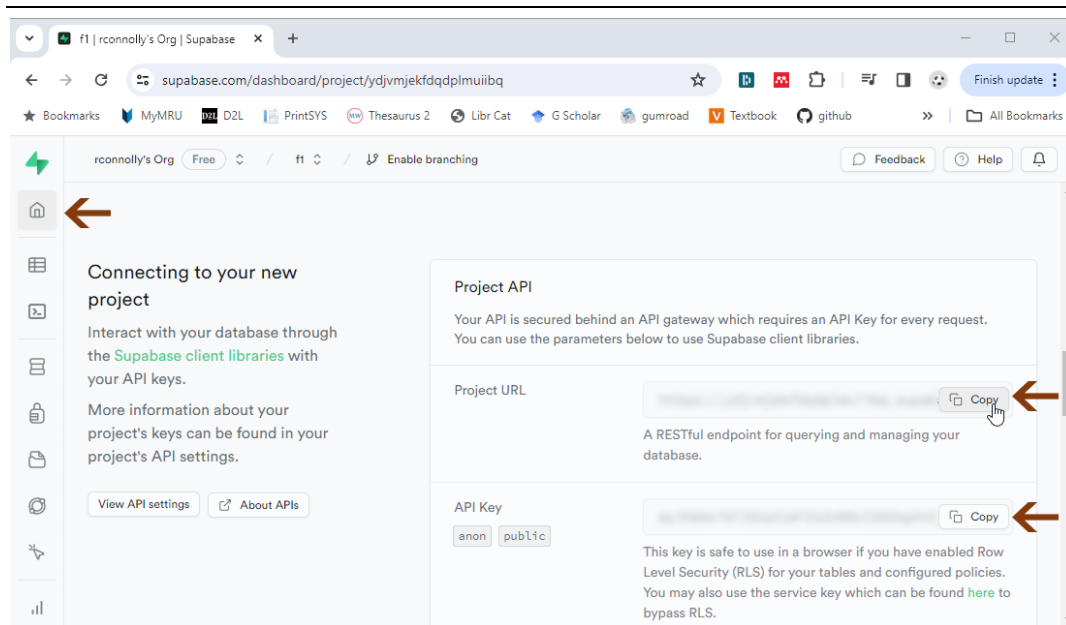 f1 | rconnolly's Org | Supabase
supabase.com/dashboard/project/ydjvmjekfdqdplmuiibq
Finish update
Bookmarks MyMRU D2L D2L PrintSYS MW Thesaurus 2 Libr Cat G Scholar gumroad V Textbook github » All Bookmarks
rconnolly's Org Free / f1 / Enable branching Feedback Help
Connecting to your new
project
Interact with your database through
the Supabase client libraries with
your API keys.
More information about your
project's keys can be found in your
project's API settings.
View API settings About APIs
Project API
Your API is secured behind an API gateway which requires an API Key for every request.
You can use the parameters below to use Supabase client libraries.
Project URL
Copy
A RESTful endpoint for querying and managing your
database.
API Key
anon public
Copy
This key is safe to use in a browser if you have enabled Row
Level Security (RLS) for your tables and configured policies.
You may also use the service key which can be found here to
bypass RLS.